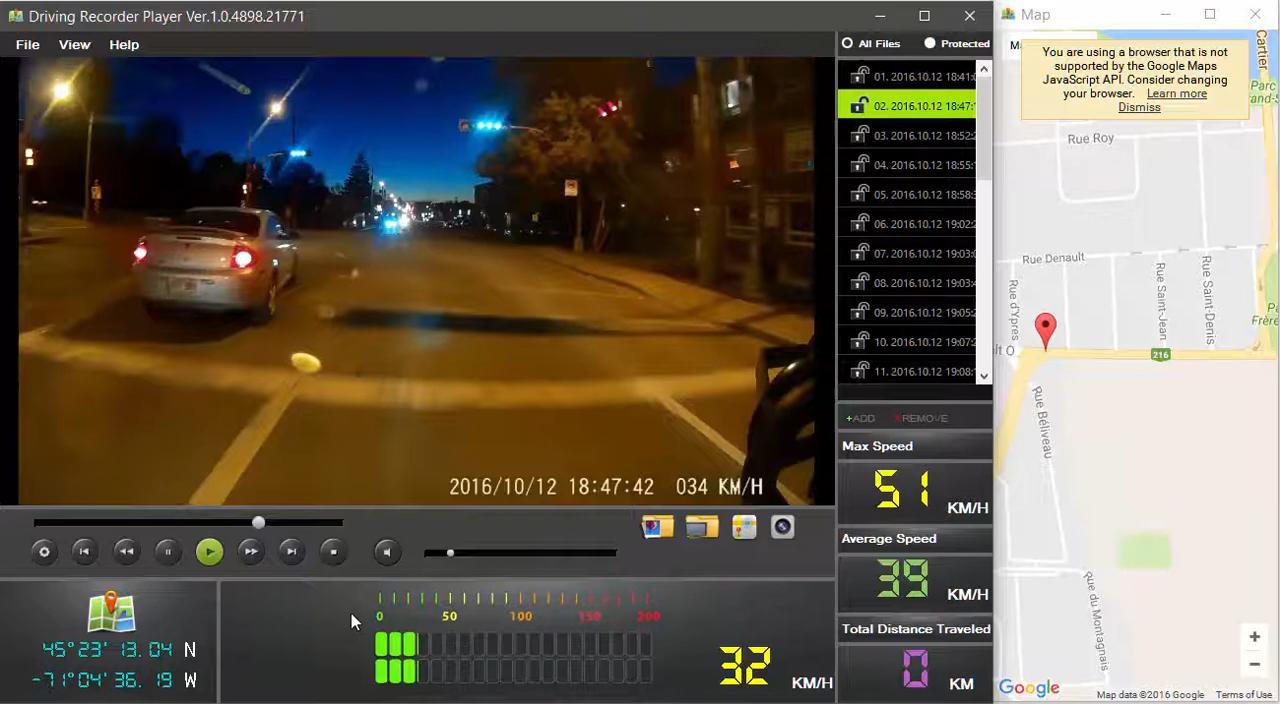 Driving Recorder Player Ver.1.0.4898.21771
File View Help
2016/10/12 18:47:42 034 KM/H
0 50 100 150 200
45°23' 13.04 N
-71°04' 36. 19 W
32 KM/H
All Files Protected
01. 2016.10.12 18:41:
02. 2016.10.12 18:47:
03. 2016.10.12 18:52:
04. 2016.10.12 18:55:
05. 2016.10.12 18:58:
06. 2016.10.12 19:02:
07. 2016.10.12 19:03:
08. 2016.10.12 19:03:
09. 2016.10.12 19:05:
10. 2016.10.12 19:07:
11. 2016.10.12 19:08:
+ADD REMOVE
Max Speed
51 KM/H
Average Speed
39 KM/H
Total Distance Traveled
0 KM
Map
You are using a browser that is not
supported by the Google Maps
JavaScript API. Consider changing
your browser. Learn more
Dismiss
Cartier
Parc
Rue Roy
Rue Denault
Rue d'Ypres
Rue Saint-Jean
Rue Saint-Denis
216
Rue Béliveau
Rue du Montagnais
+
−
Google
Map data ©2016 Google Terms of Use